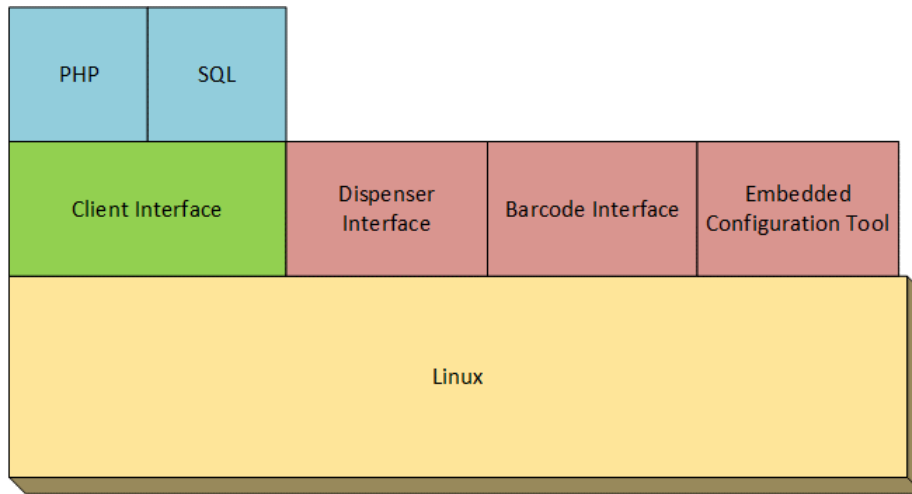 PHP
SQL
Client Interface
Dispenser
Interface
Barcode Interface
Embedded
Configuration Tool
Linux